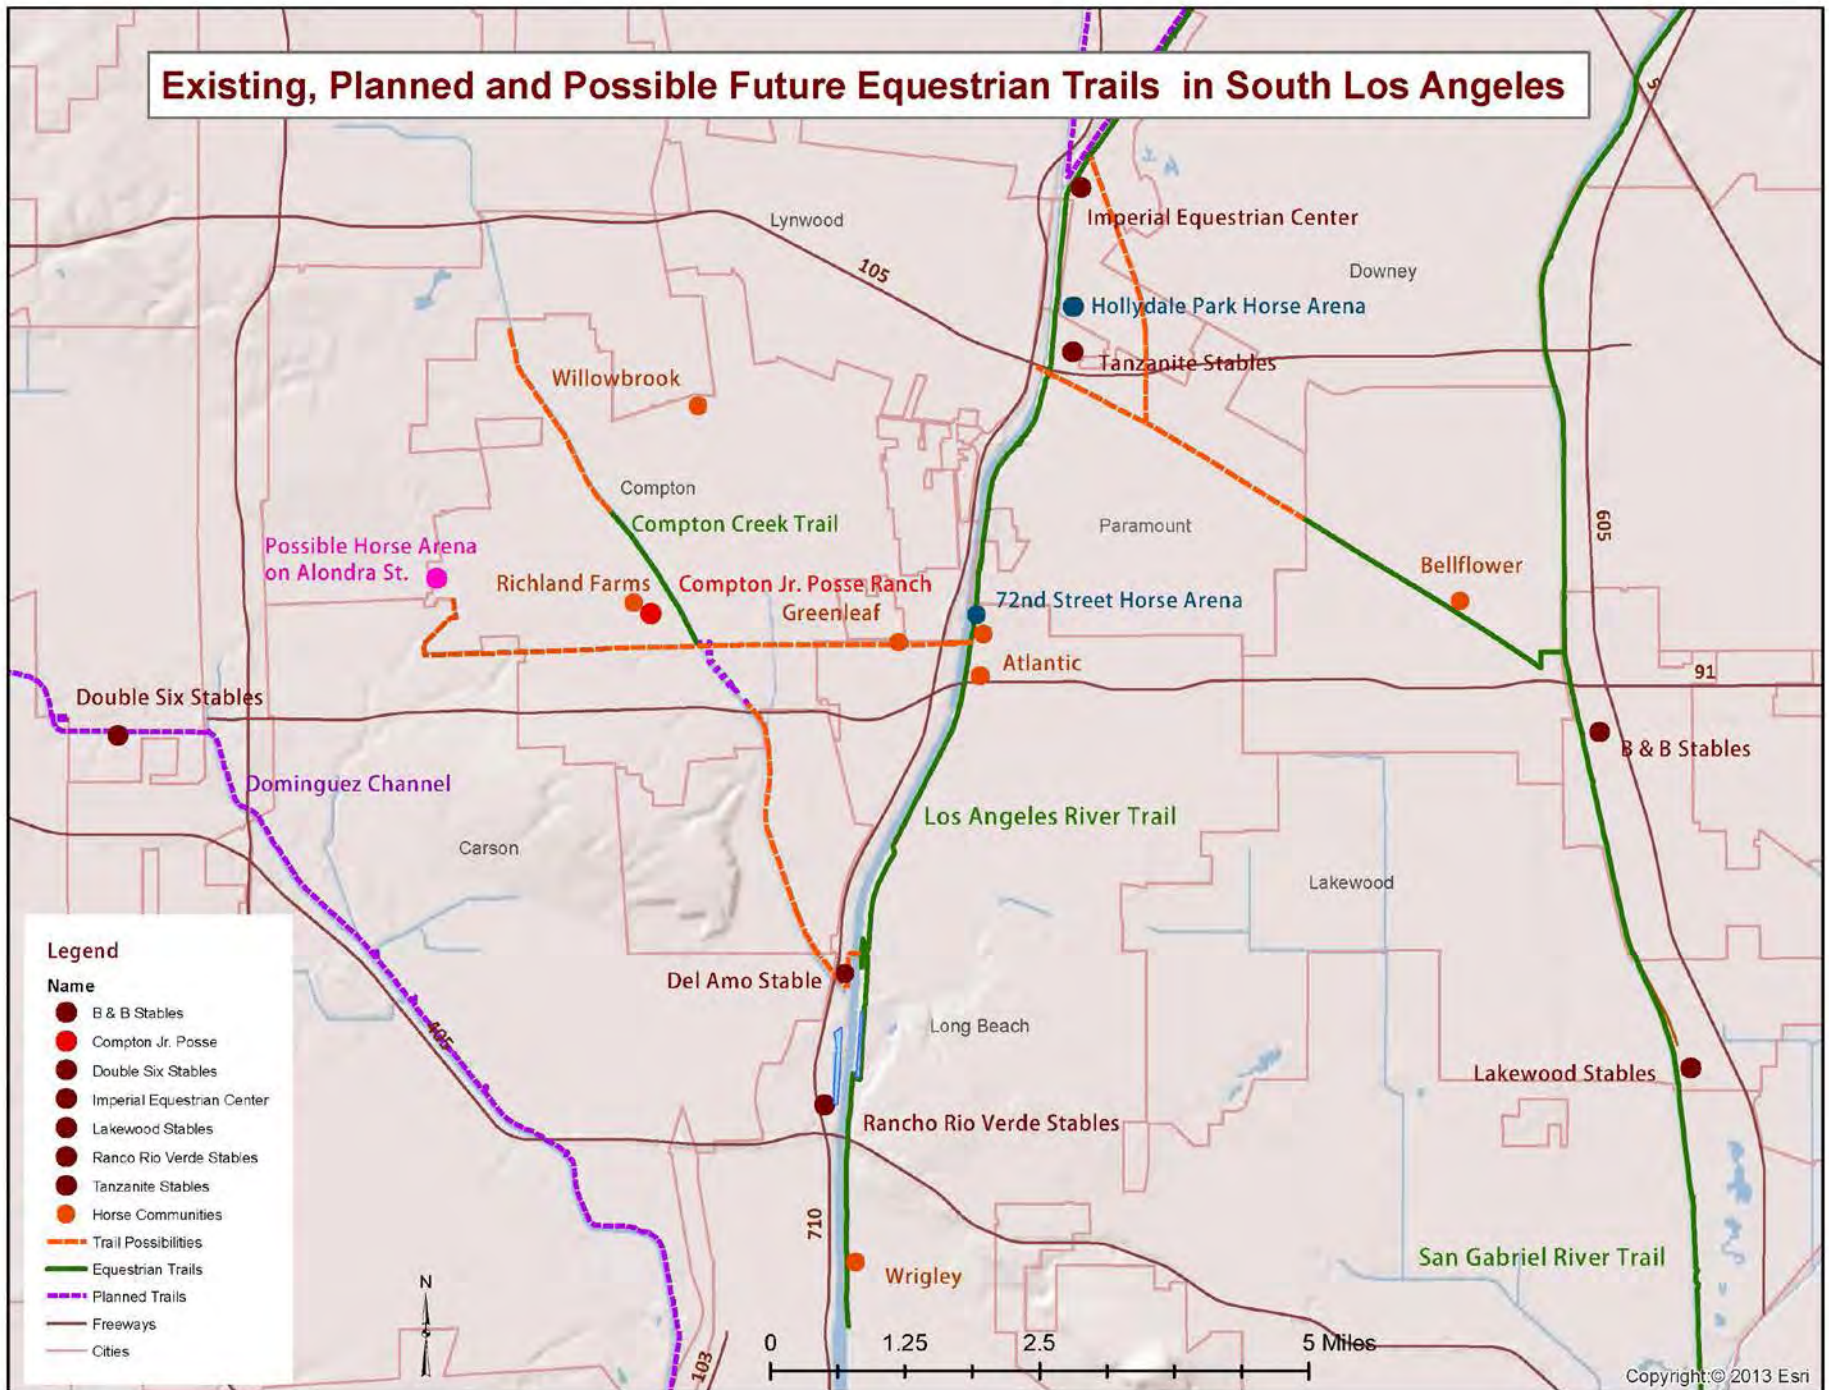 Existing, Planned and Possible Future Equestrian Trails in South Los Angeles
5
Imperial Equestrian Center
Lynwood
105
Downey
Hollydale Park Horse Arena
Tanzanite Stables
Willowbrook
Compton
Compton Creek Trail
Paramount
605
Possible Horse Arena
on Alondra St.
Richland Farms
Compton Jr. Posse Ranch
Greenleaf
72nd Street Horse Arena
Bellflower
Atlantic
91
Double Six Stables
B & B Stables
Dominguez Channel
Los Angeles River Trail
Carson
Lakewood
Del Amo Stable
Long Beach
405
Lakewood Stables
Rancho Rio Verde Stables
710
San Gabriel River Trail
Wrigley
103
Legend
Name
B & B Stables
Compton Jr. Posse
Double Six Stables
Imperial Equestrian Center
Lakewood Stables
Ranco Rio Verde Stables
Tanzanite Stables
Horse Communities
Trail Possibilities
Equestrian Trails
Planned Trails
Freeways
Cities
N
0 1.25 2.5 5 Miles
Copyright:© 2013 Esri